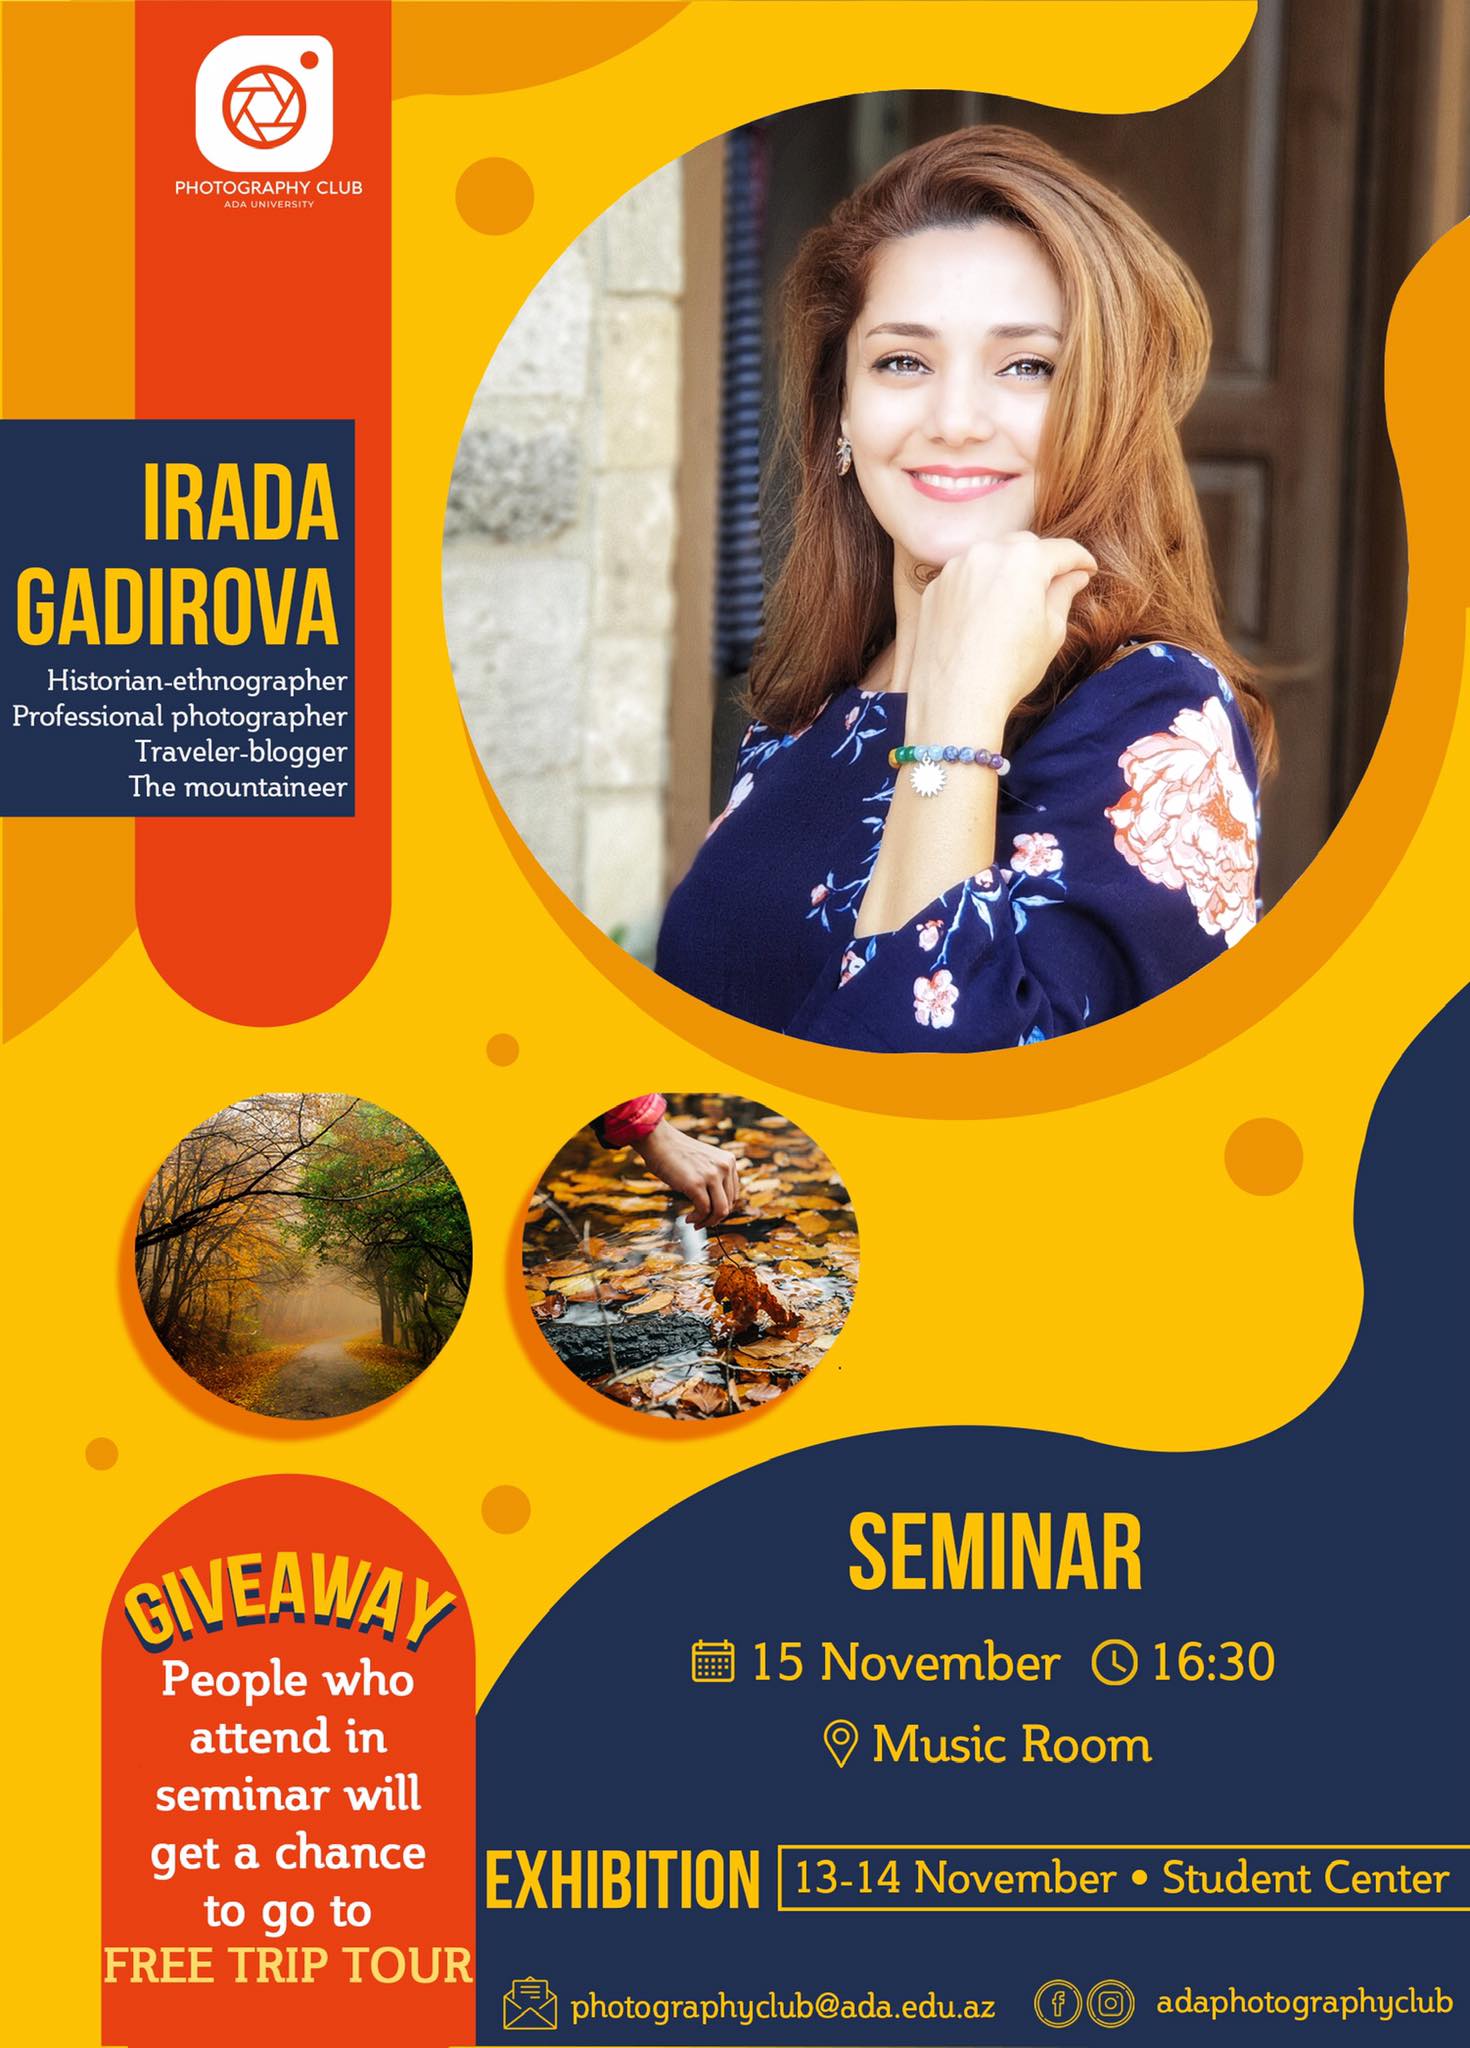 PHOTOGRAPHY CLUB
ADA UNIVERSITY
IRADA
GADIROVA
Historian-ethnographer
Professional photographer
Traveler-blogger
The mountaineer
GIVEAWAY
People who
attend in
seminar will
get a chance
to go to
FREE TRIP TOUR
SEMINAR
15 November 16:30
Music Room
EXHIBITION 13-14 November • Student Center
photographyclub@ada.edu.az adaphotographyclub